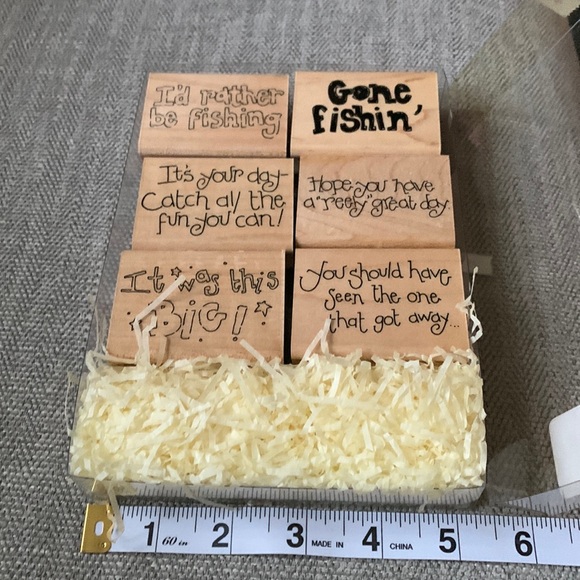 I'd rather
be fishing
Gone
fishin'
It's your day-
Catch all the
fun you can!
Hope you have
a "reely" great day.
It was this
BiG!
You should have
seen the one
that got away...
1 60 in 2 3 MADE IN 4 CHINA 5 6